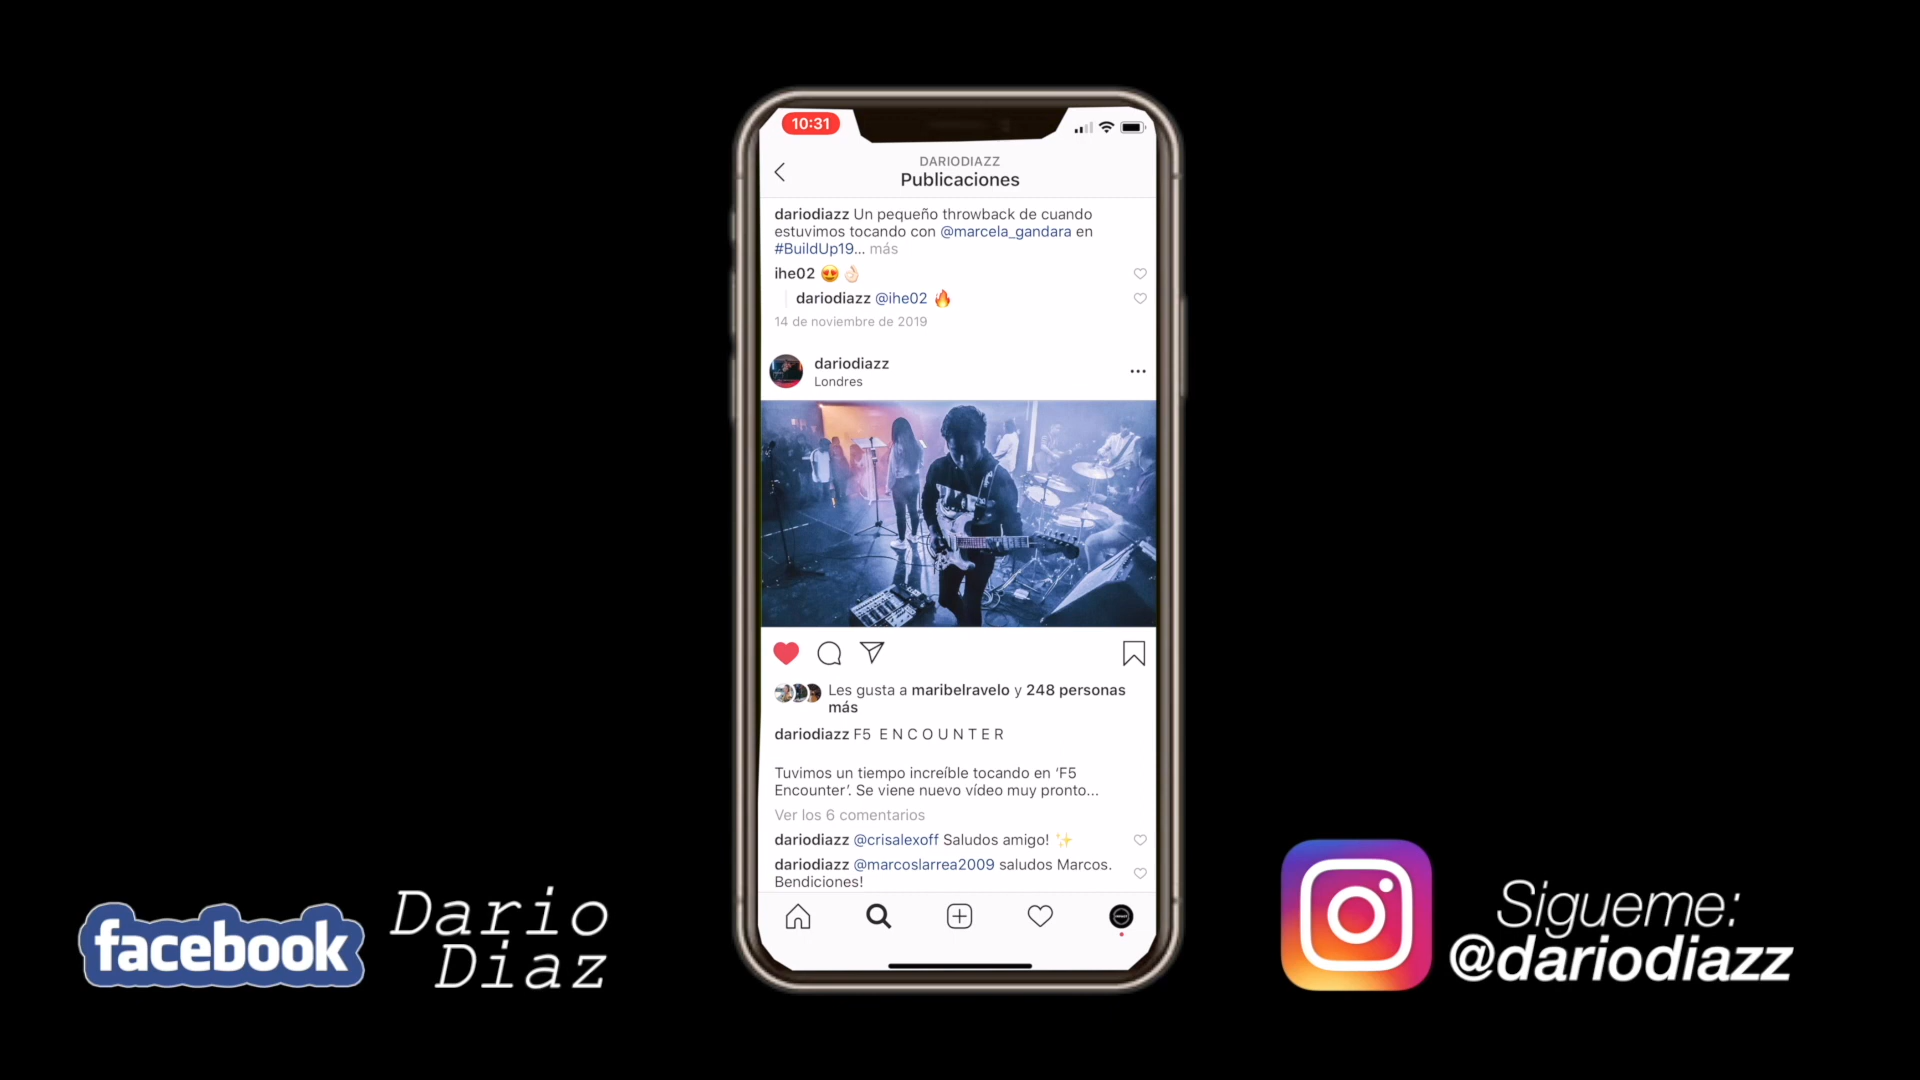 10:31
DARIODIAZZ
Publicaciones
dariodiazz Un pequeño throwback de cuando
estuvimos tocando con @marcela_gandara en
#BuildUp19... más
ihe02 😍👌🏻
dariodiazz @ihe02 🔥
14 de noviembre de 2019
dariodiazz
Londres
Les gusta a maribelravelo y 248 personas
más
dariodiazz F5 E N C O U N T E R
Tuvimos un tiempo increíble tocando en ‘F5
Encounter’. Se viene nuevo vídeo muy pronto...
Ver los 6 comentarios
dariodiazz @crisalexoff Saludos amigo! ✨
dariodiazz @marcoslarrea2009 saludos Marcos.
Bendiciones!
facebook
Dario
Diaz
Sigueme:
@dariodiazz